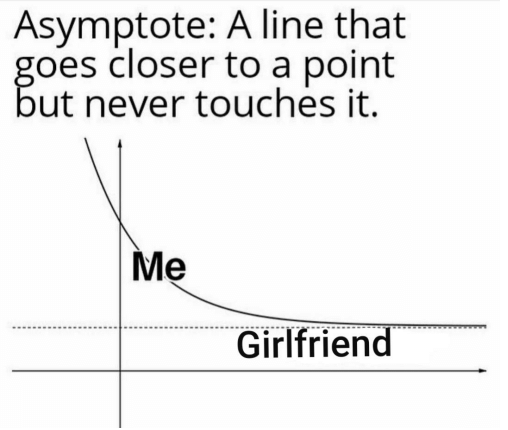 Asymptote: A line that
goes closer to a point
but never touches it.
Me
Girlfriend